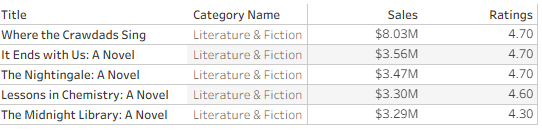 Title Category Name Sales Ratings
Where the Crawdads Sing Literature & Fiction $8.03M 4.70
It Ends with Us: A Novel Literature & Fiction $3.56M 4.70
The Nightingale: A Novel Literature & Fiction $3.47M 4.70
Lessons in Chemistry: A Novel Literature & Fiction $3.30M 4.60
The Midnight Library: A Novel Literature & Fiction $3.29M 4.30